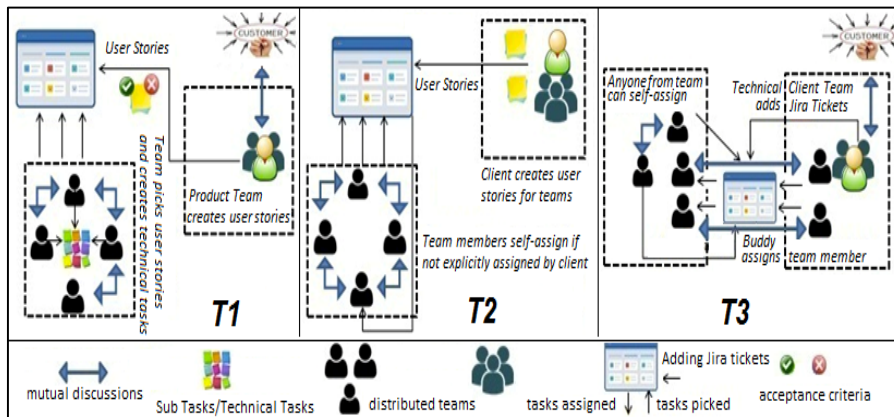 CUSTOMER
User Stories
Team picks user stories
and creates technical tasks
Product Team
creates user stories
T1
User Stories
Client creates user
stories for teams
Team members self-assign if
not explicitly assigned by client
T2
CUSTOMER
Anyone from team
can self-assign
Technical
adds
Client Team
Jira Tickets
Buddy
assigns
team member
T3
mutual discussions
Sub Tasks/Technical Tasks
distributed teams
Adding Jira tickets
tasks assigned
tasks picked
acceptance criteria